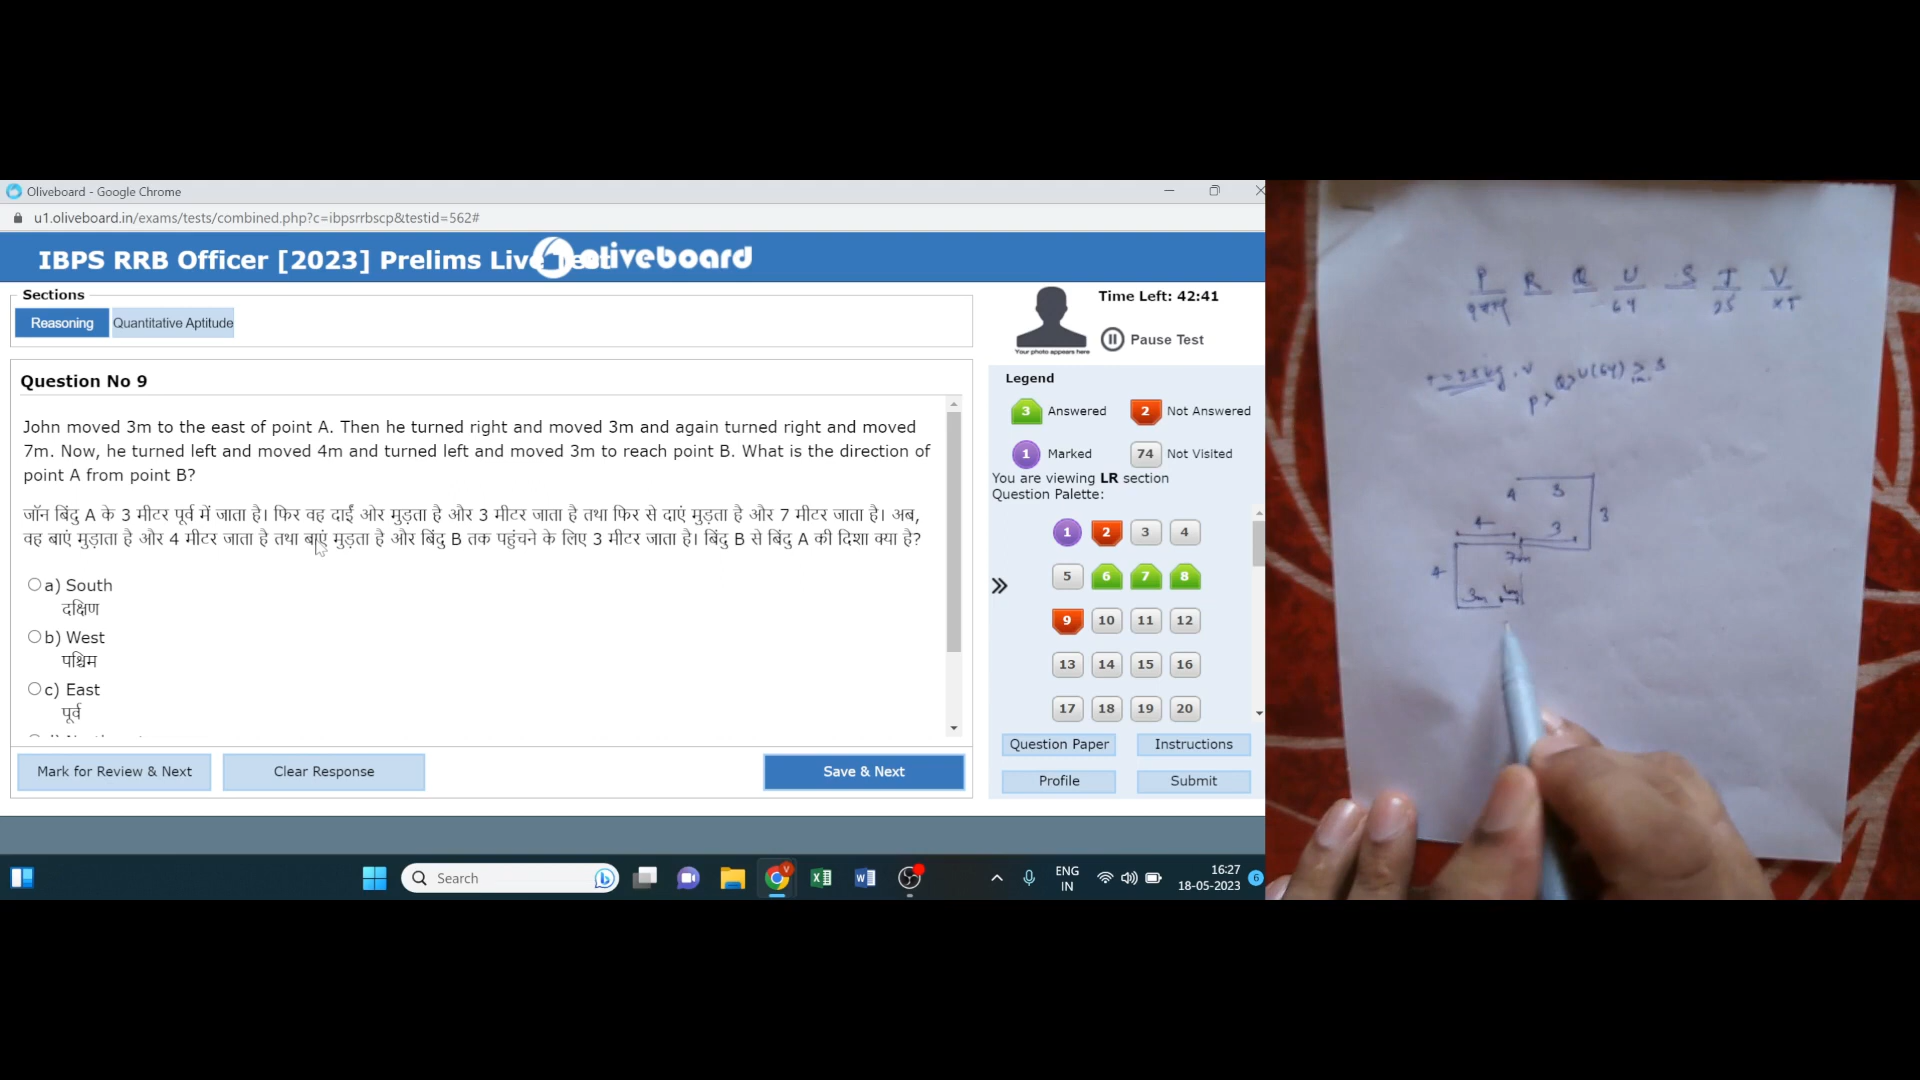 Oliveboard - Google Chrome
u1.oliveboard.in/exams/tests/combined.php?c=ibpsrrbscp&testid=562#
IBPS RRB Officer [2023] Prelims Live
oliveboard
Sections
Reasoning
Quantitative Aptitude
Question No 9
John moved 3m to the east of point A. Then he turned right and moved 3m and again turned right and moved
7m. Now, he turned left and moved 4m and turned left and moved 3m to reach point B. What is the direction of
point A from point B?
जॉन बिंदु A के 3 मीटर पूर्व में जाता है। फिर वह दाईं ओर मुड़ता है और 3 मीटर जाता है तथा फिर से दाएं मुड़ता है और 7 मीटर जाता है। अब,
वह बाएं मुड़ाता है और 4 मीटर जाता है तथा बाएं मुड़ता है और बिंदु B तक पहुंचने के लिए 3 मीटर जाता है। बिंदु B से बिंदु A की दिशा क्या है?
a) South
दक्षिण
b) West
पश्चिम
c) East
पूर्व
Mark for Review & Next
Clear Response
Save & Next
Your photo appears here
Time Left: 42:41
Pause Test
Legend
3 Answered
2 Not Answered
1 Marked
74 Not Visited
You are viewing LR section
Question Palette:
1 2 3 4
5 6 7 8
9 10 11 12
13 14 15 16
17 18 19 20
Question Paper
Instructions
Profile
Submit
Search
ENG
IN
16:27
18-05-2023
6
P R Q U S T V
64 25
A 3
3
4 3
7m
4
3m